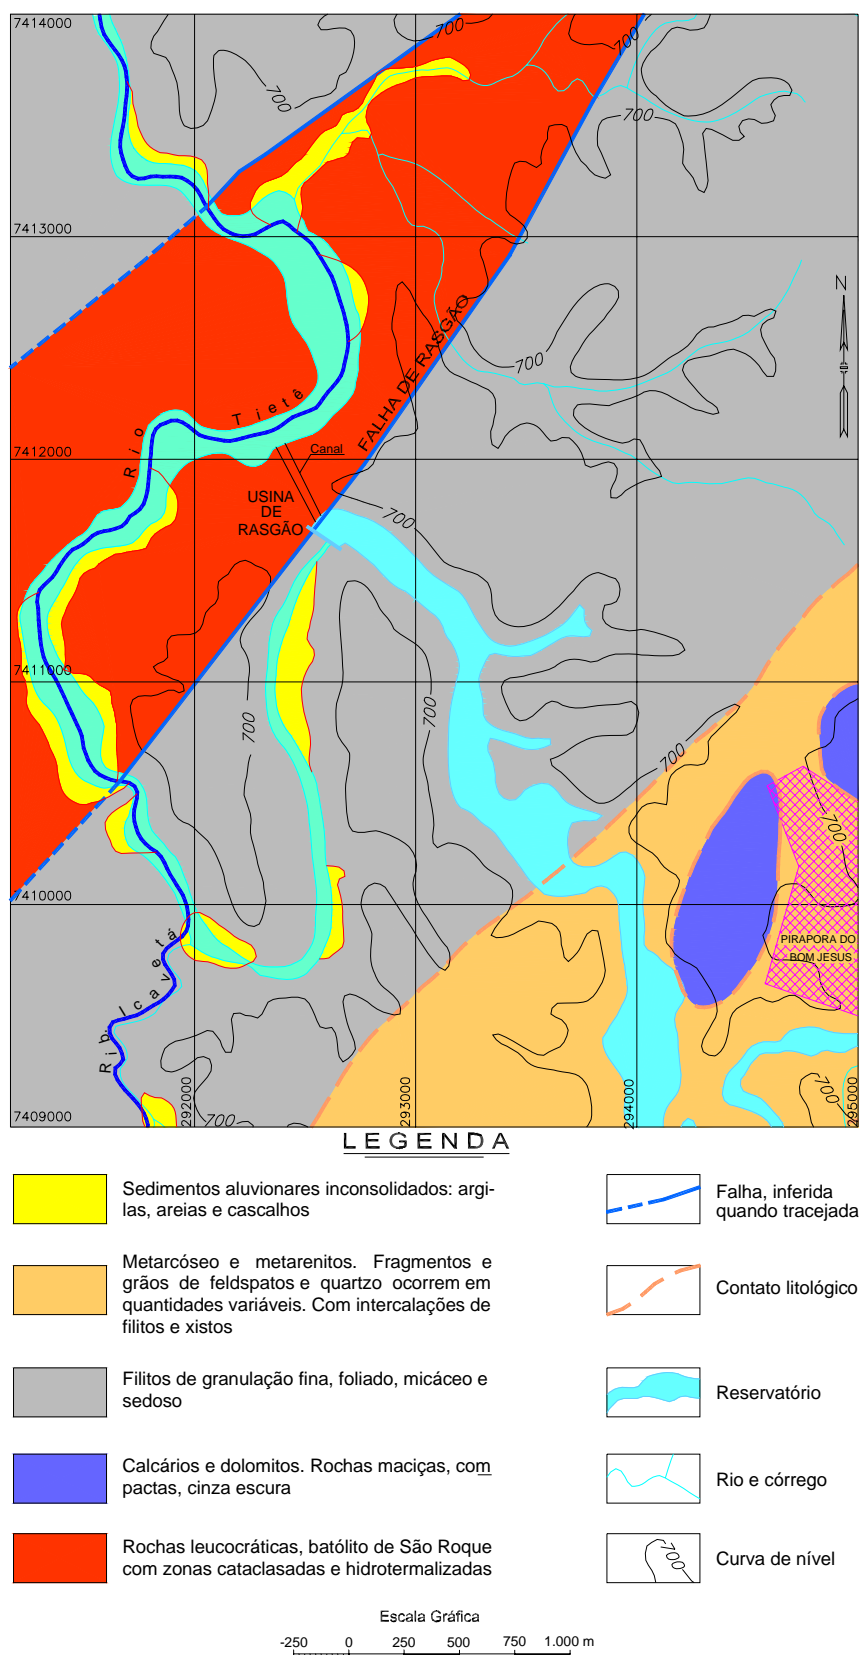 7414000
700
700
700
700
7413000
N
FALHA DE RASGÃO
700
Rio Tietê
Canal
7412000
USINA
DE
RASGÃO
700
7411000
700
700
700
700
7410000
PIRAPORA DO
BOM JESUS
Rib. Icavetá
700
700
7409000
292000
293000
294000
295000
LEGENDA
Sedimentos aluvionares inconsolidados: argi-
las, areias e cascalhos
Falha, inferida
quando tracejada
Metarcóseo e metarenitos. Fragmentos e
grãos de feldspatos e quartzo ocorrem em
quantidades variáveis. Com intercalações de
filitos e xistos
Contato litológico
Filitos de granulação fina, foliado, micáceo e
sedoso
Reservatório
Calcários e dolomitos. Rochas maciças, com
pactas, cinza escura
Rio e córrego
Rochas leucocráticas, batólito de São Roque
com zonas cataclasadas e hidrotermalizadas
700
Curva de nível
Escala Gráfica
-250 0 250 500 750 1.000 m